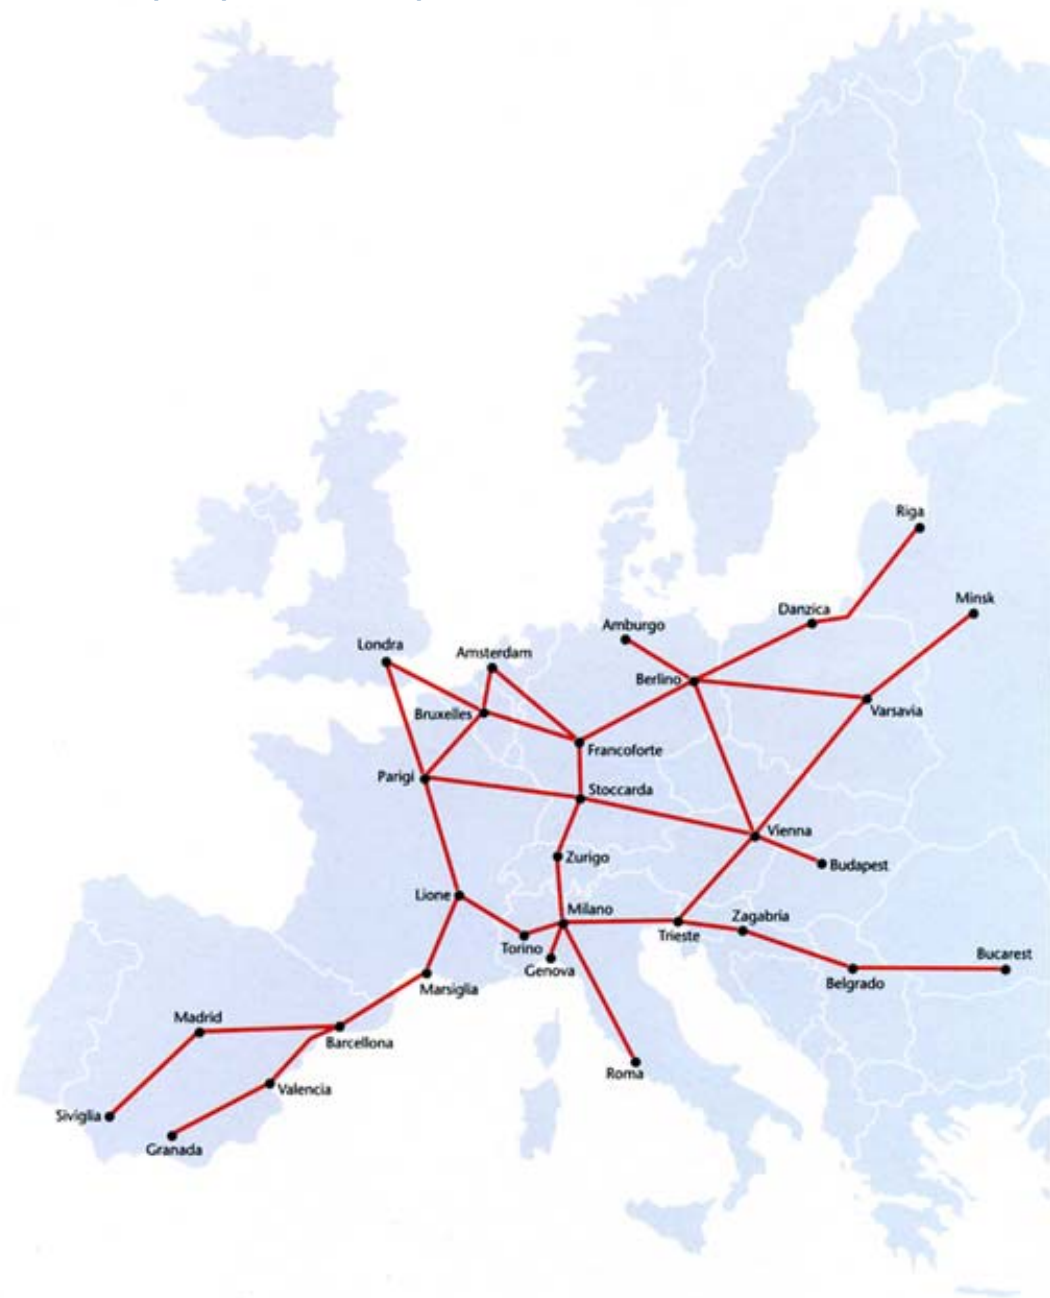 Riga
Minsk
Danzica
Amburgo
Londra
Amsterdam
Berlino
Bruxelles
Varsavia
Francoforte
Parigi
Stoccarda
Vienna
Zurigo
Budapest
Lione
Milano
Zagabria
Trieste
Torino
Bucarest
Genova
Belgrado
Marsiglia
Madrid
Barcellona
Roma
Valencia
Siviglia
Granada